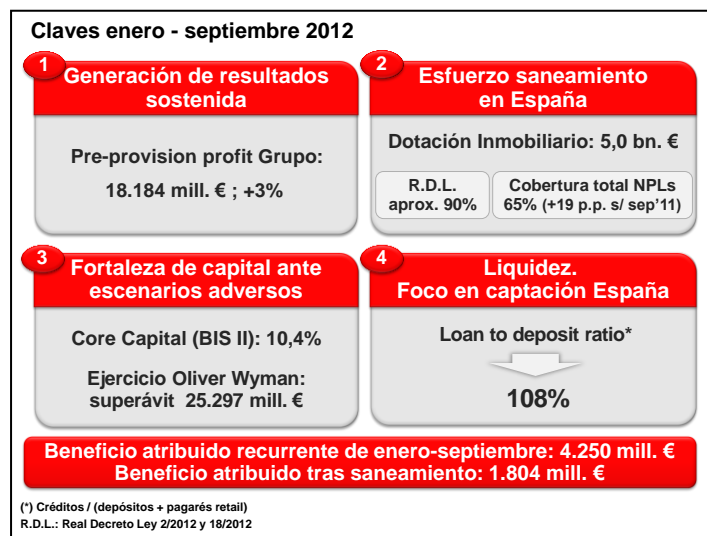 Claves enero - septiembre 2012
1
Generación de resultados
sostenida
Pre-provision profit Grupo:
18.184 mill. € ; +3%
2
Esfuerzo saneamiento
en España
Dotación Inmobiliario: 5,0 bn. €
R.D.L.
aprox. 90%
Cobertura total NPLs
65% (+19 p.p. s/ sep'11)
3
Fortaleza de capital ante
escenarios adversos
Core Capital (BIS II): 10,4%
Ejercicio Oliver Wyman:
superávit 25.297 mill. €
4
Liquidez.
Foco en captación España
Loan to deposit ratio*
108%
Beneficio atribuido recurrente de enero-septiembre: 4.250 mill. €
Beneficio atribuido tras saneamiento: 1.804 mill. €
(*) Créditos / (depósitos + pagarés retail)
R.D.L.: Real Decreto Ley 2/2012 y 18/2012